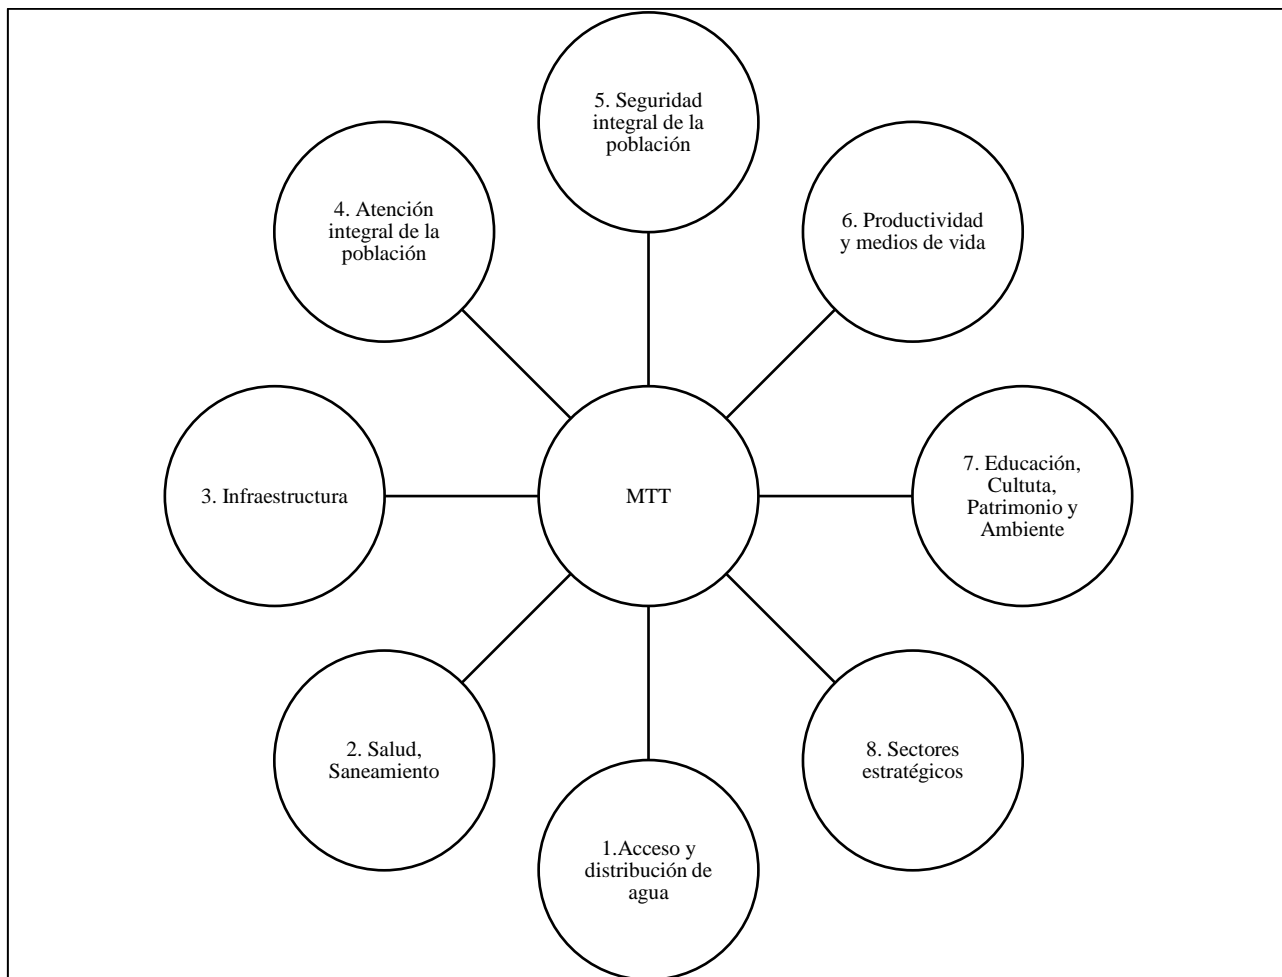 5. Seguridad
integral de la
población
4. Atención
integral de la
población
6. Productividad
y medios de vida
3. Infraestructura
MTT
7. Educación,
Cultuta,
Patrimonio y
Ambiente
2. Salud,
Saneamiento
8. Sectores
estratégicos
1.Acceso y
distribución de
agua